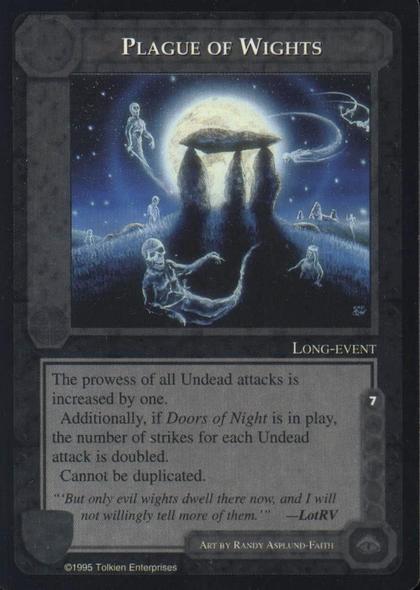 PLAGUE OF WIGHTS
LONG-EVENT
The prowess of all Undead attacks is
increased by one.
Additionally, if Doors of Night is in play,
the number of strikes for each Undead
attack is doubled.
Cannot be duplicated.
7
"'But only evil wights dwell there now, and I will
not willingly tell more of them.'" —LotRV
ART BY RANDY ASPLUND-FAITH
©1995 Tolkien Enterprises